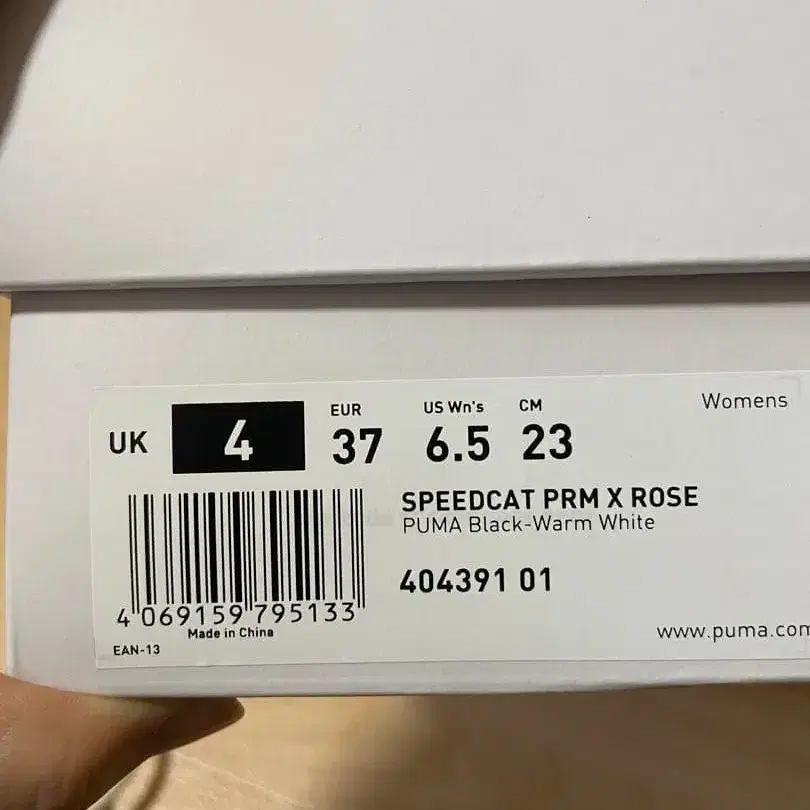 UK 4
EUR 37
US Wn's 6.5
CM 23
Womens
SPEEDCAT PRM X ROSE
PUMA Black-Warm White
404391 01
4 069159 795133
Made in China
EAN-13
www.puma.com